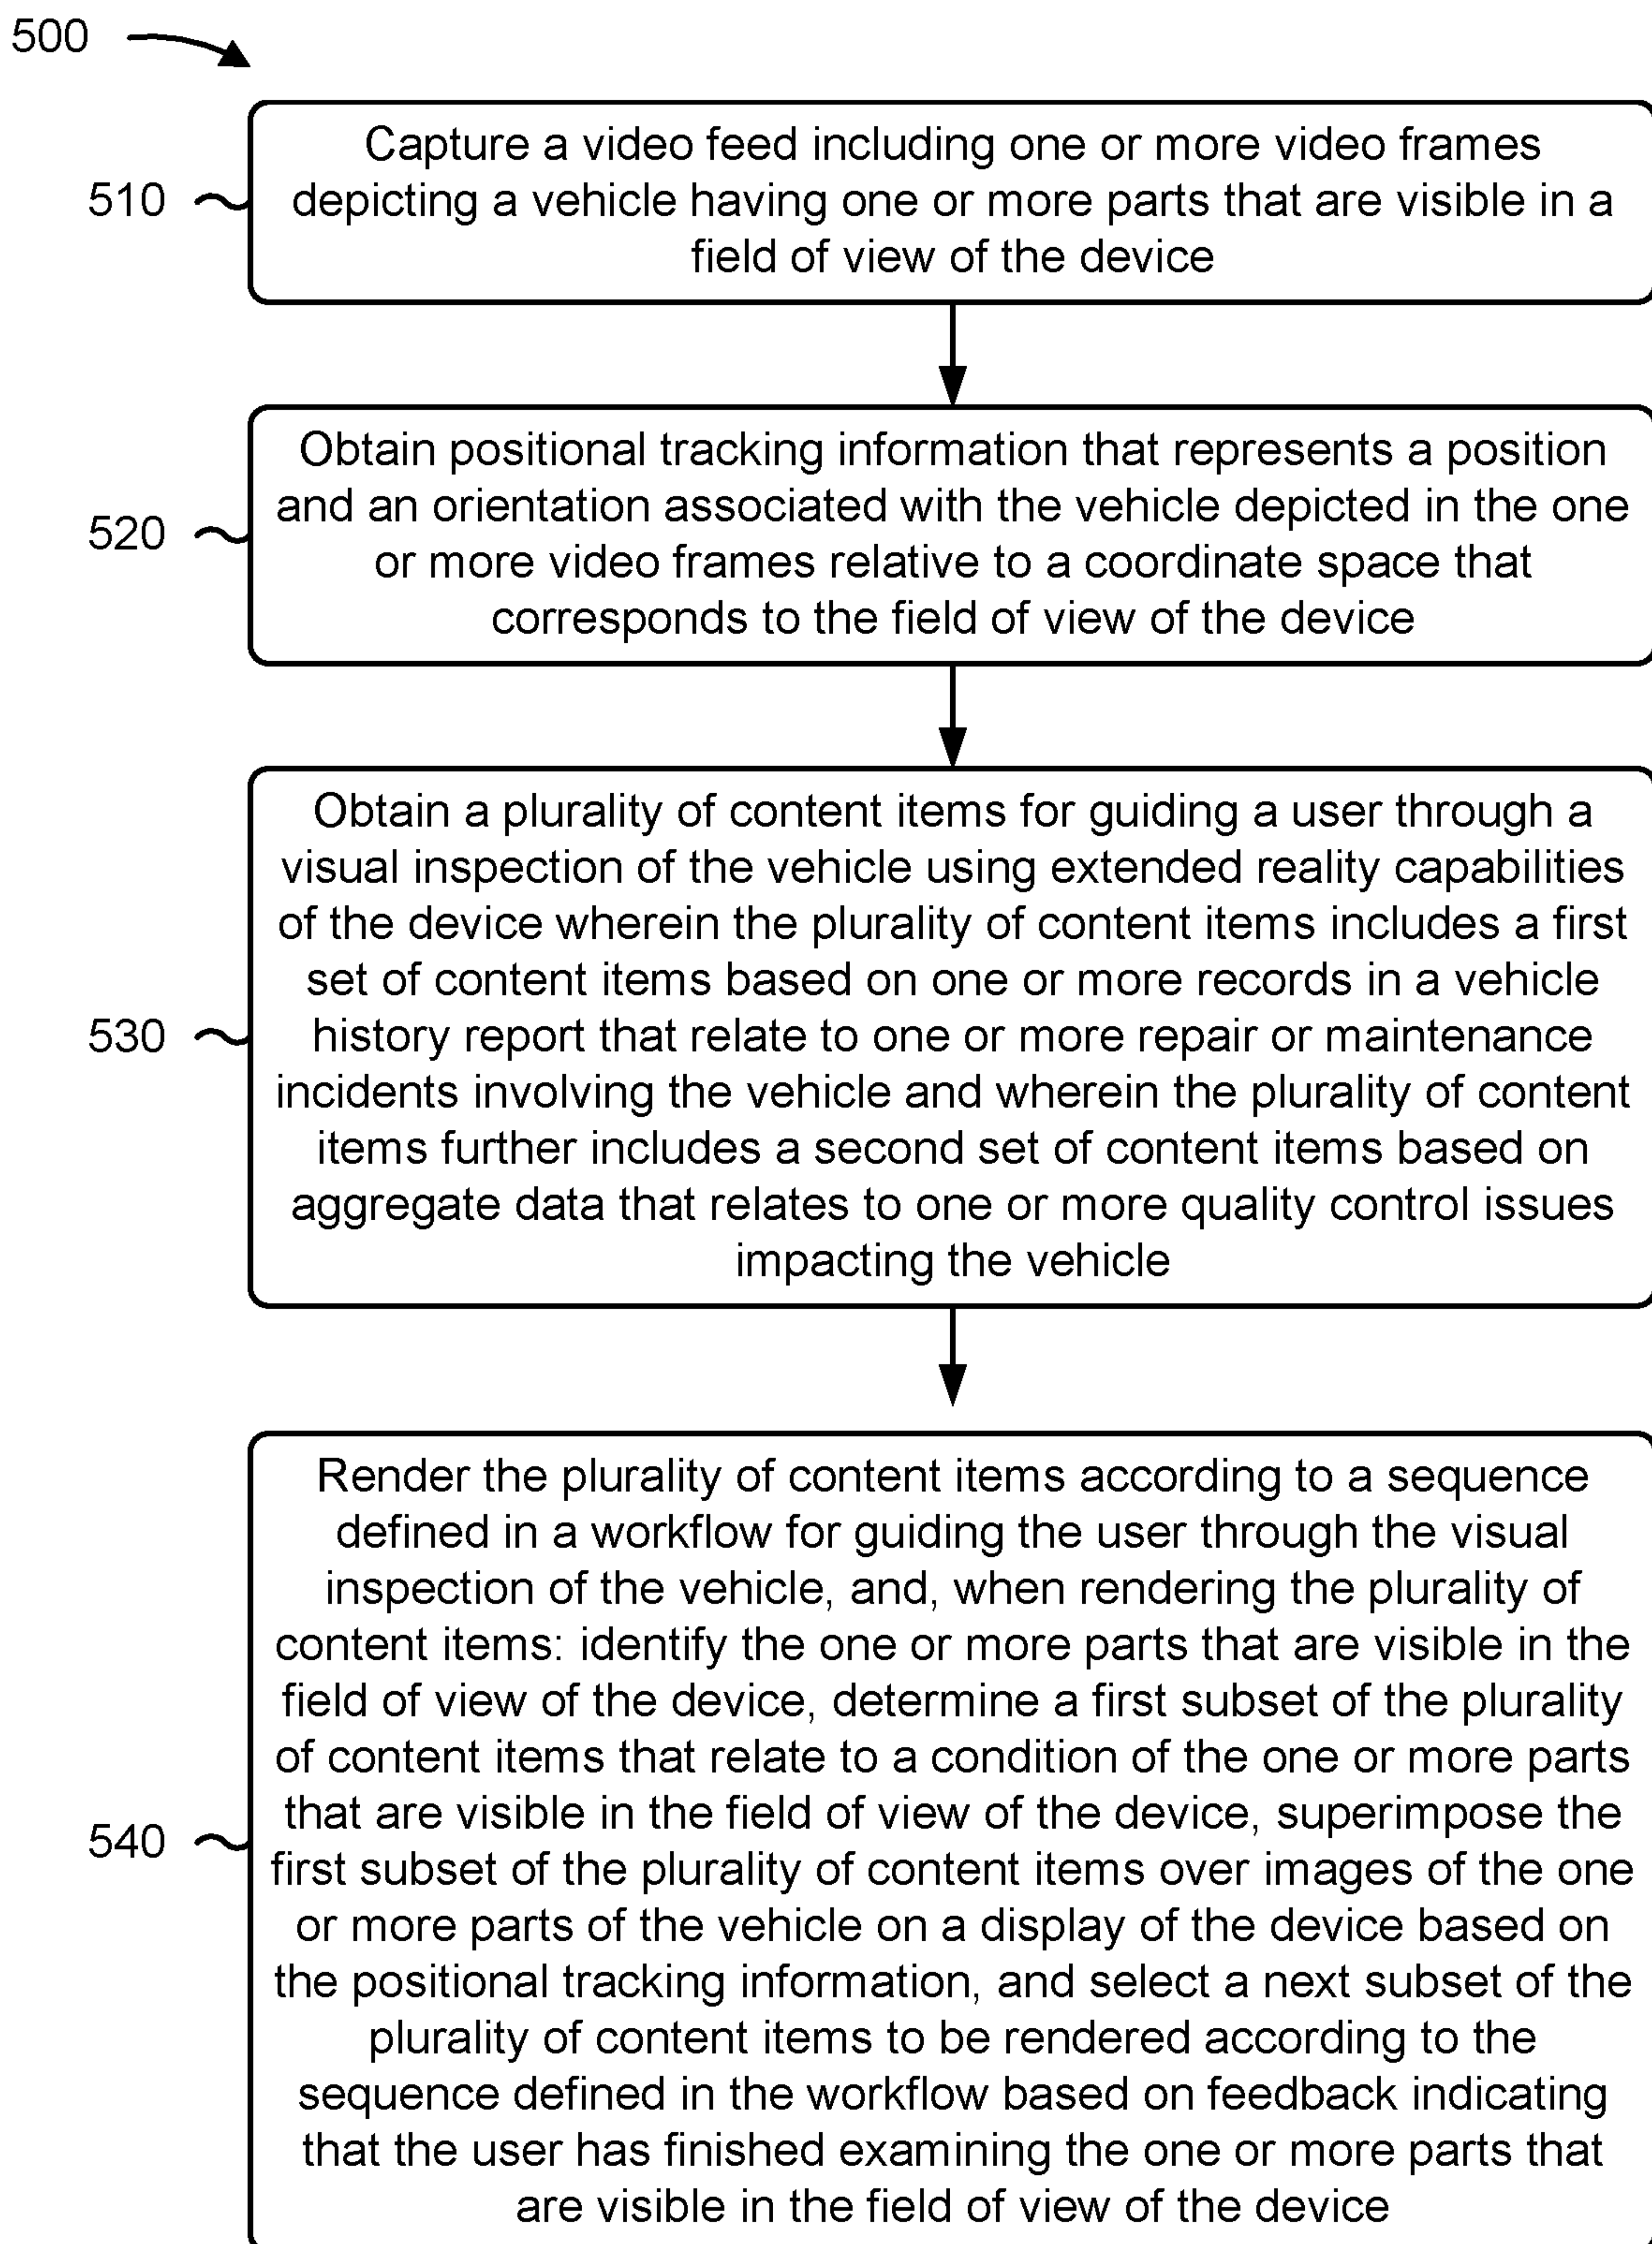 500
510
Capture a video feed including one or more video frames
depicting a vehicle having one or more parts that are visible in a
field of view of the device
520
Obtain positional tracking information that represents a position
and an orientation associated with the vehicle depicted in the one
or more video frames relative to a coordinate space that
corresponds to the field of view of the device
530
Obtain a plurality of content items for guiding a user through a
visual inspection of the vehicle using extended reality capabilities
of the device wherein the plurality of content items includes a first
set of content items based on one or more records in a vehicle
history report that relate to one or more repair or maintenance
incidents involving the vehicle and wherein the plurality of content
items further includes a second set of content items based on
aggregate data that relates to one or more quality control issues
impacting the vehicle
540
Render the plurality of content items according to a sequence
defined in a workflow for guiding the user through the visual
inspection of the vehicle, and, when rendering the plurality of
content items: identify the one or more parts that are visible in the
field of view of the device, determine a first subset of the plurality
of content items that relate to a condition of the one or more parts
that are visible in the field of view of the device, superimpose the
first subset of the plurality of content items over images of the one
or more parts of the vehicle on a display of the device based on
the positional tracking information, and select a next subset of the
plurality of content items to be rendered according to the
sequence defined in the workflow based on feedback indicating
that the user has finished examining the one or more parts that
are visible in the field of view of the device